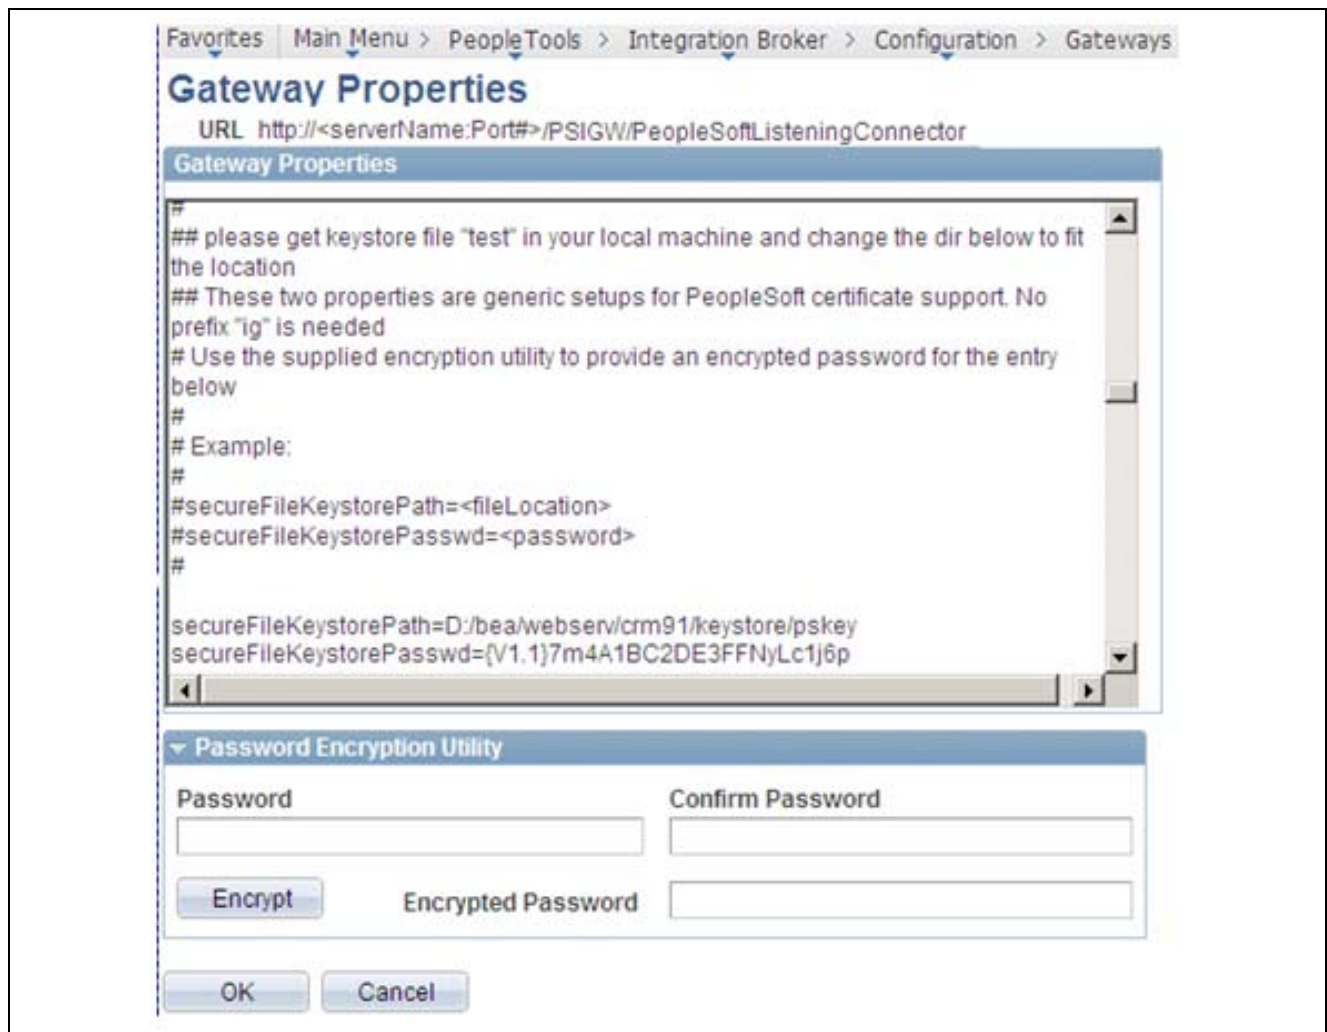 Favorites Main Menu > PeopleTools > Integration Broker > Configuration > Gateways
Gateway Properties
URL http://<serverName:Port#>/PSIGW/PeopleSoftListeningConnector
Gateway Properties
#
## please get keystore file "test" in your local machine and change the dir below to fit
the location
## These two properties are generic setups for PeopleSoft certificate support. No
prefix "ig" is needed
# Use the supplied encryption utility to provide an encrypted password for the entry
below
#
# Example:
#
#secureFileKeystorePath=<fileLocation>
#secureFileKeystorePasswd=<password>
#
secureFileKeystorePath=D:/bea/webserv/crm91/keystore/pskey
secureFileKeystorePasswd={V1.1}7m4A1BC2DE3FFNyLc1j6p
Password Encryption Utility
Password Confirm Password
Encrypt Encrypted Password
OK Cancel